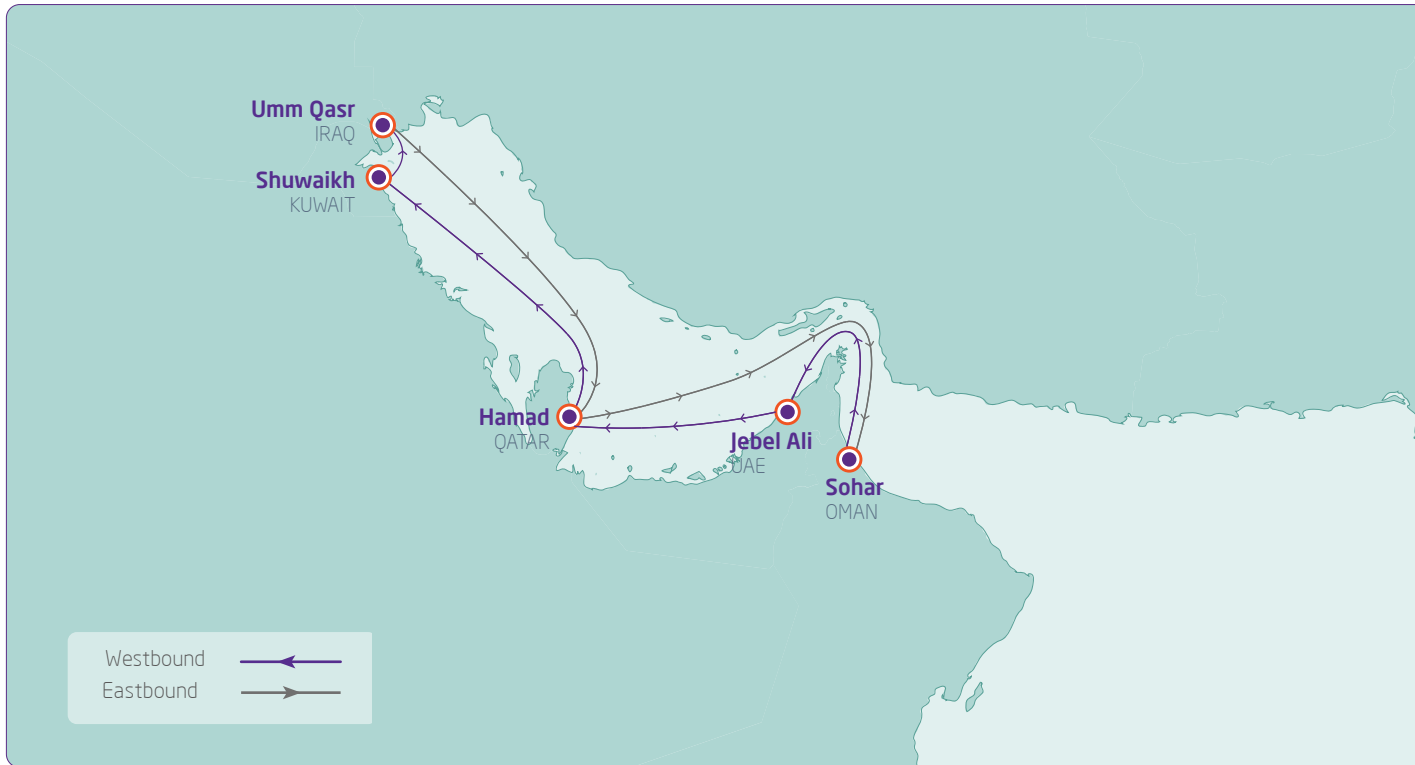 Umm Qasr
IRAQ
Shuwaikh
KUWAIT
Hamad
QATAR
Jebel Ali
UAE
Sohar
OMAN
Westbound
Eastbound